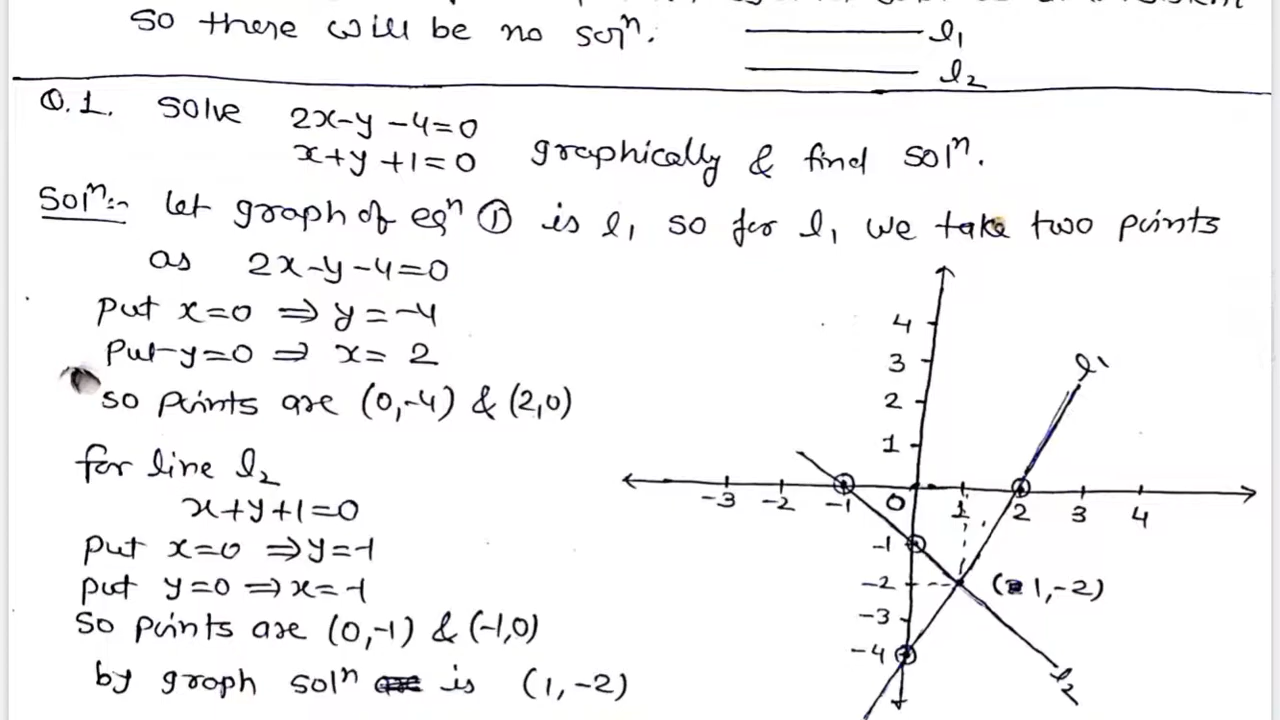 So there will be no solⁿ.
l₁
l₂
Q.1. Solve 2x-y-4=0
x+y+1=0 graphically & find solⁿ.
Solⁿ:- Let graph of eqⁿ ① is l₁ so for l₁ we take two points
as 2x-y-4=0
Put x=0 ⇒ y=-4
Put y=0 ⇒ x= 2
So points are (0,-4) & (2,0)
for line l₂
x+y+1=0
Put x=0 ⇒ y=-1
put y=0 ⇒ x=-1
So points are (0,-1) & (-1,0)
by graph solⁿ is (1,-2)
4
3
2
1
-3 -2 -1 0 1 2 3 4
-1
-2
-3
-4
l₁
(1,-2)
l₂